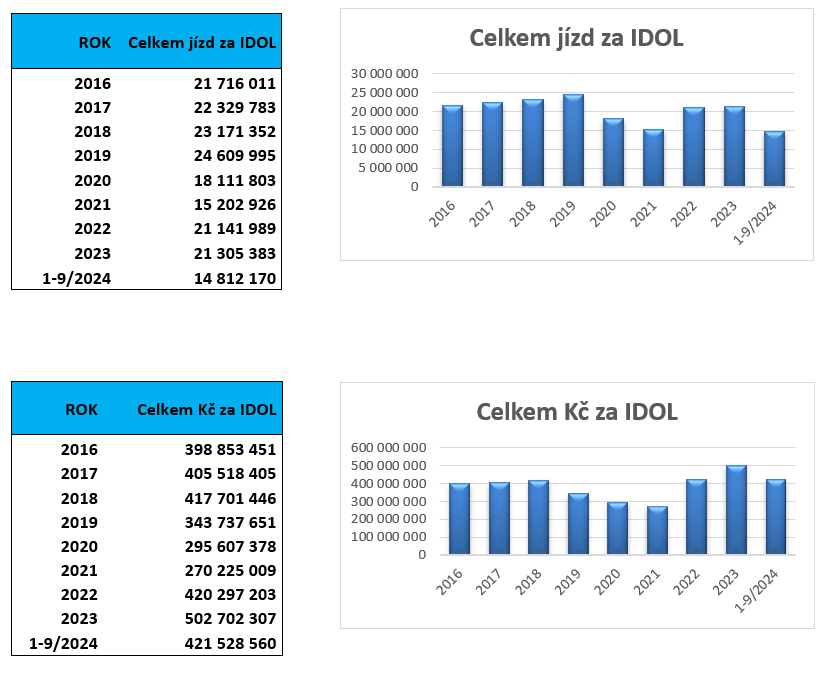 ROK Celkem jízd za IDOL
2016 21 716 011
2017 22 329 783
2018 23 171 352
2019 24 609 995
2020 18 111 803
2021 15 202 926
2022 21 141 989
2023 21 305 383
1-9/2024 14 812 170
Celkem jízd za IDOL
30 000 000
25 000 000
20 000 000
15 000 000
10 000 000
5 000 000
0
2016 2017 2018 2019 2020 2021 2022 2023 1-9/2024
ROK Celkem Kč za IDOL
2016 398 853 451
2017 405 518 405
2018 417 701 446
2019 343 737 651
2020 295 607 378
2021 270 225 009
2022 420 297 203
2023 502 702 307
1-9/2024 421 528 560
Celkem Kč za IDOL
600 000 000
500 000 000
400 000 000
300 000 000
200 000 000
100 000 000
0
2016 2017 2018 2019 2020 2021 2022 2023 1-9/2024